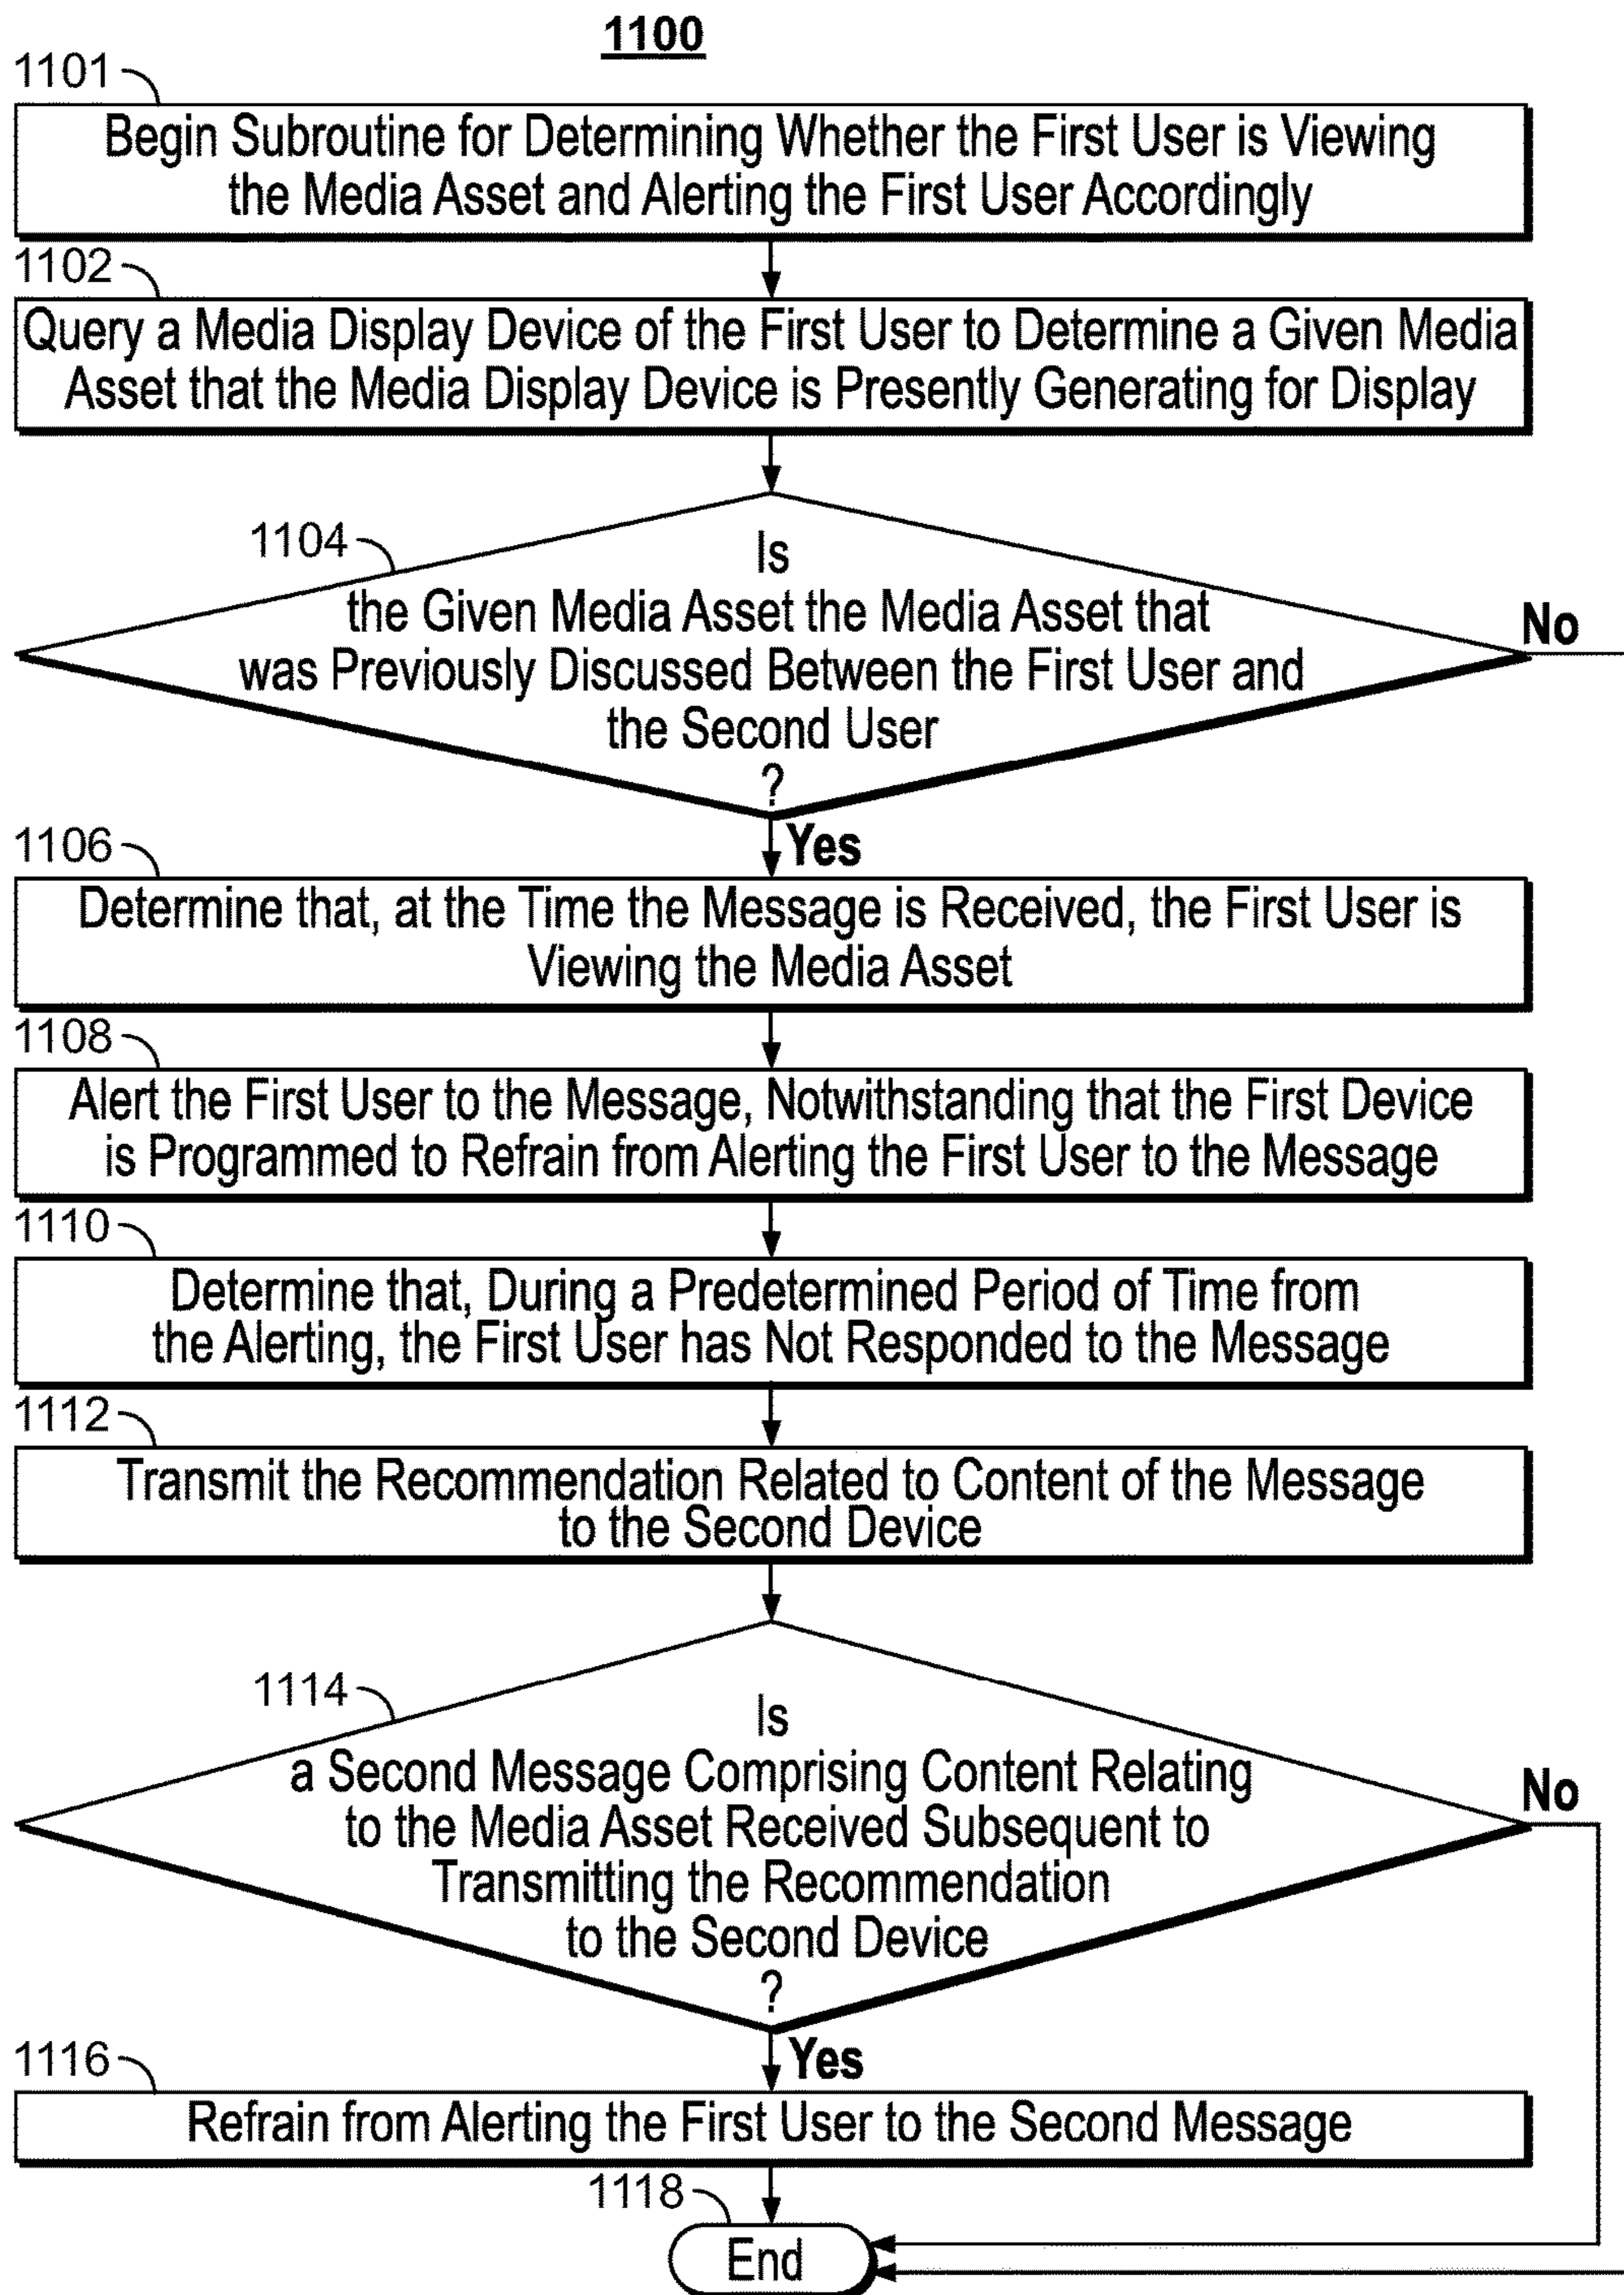 1100
1101
Begin Subroutine for Determining Whether the First User is Viewing
the Media Asset and Alerting the First User Accordingly
1102
Query a Media Display Device of the First User to Determine a Given Media
Asset that the Media Display Device is Presently Generating for Display
1104
Is
the Given Media Asset the Media Asset that
was Previously Discussed Between the First User and
the Second User
?
No
Yes
1106
Determine that, at the Time the Message is Received, the First User is
Viewing the Media Asset
1108
Alert the First User to the Message, Notwithstanding that the First Device
is Programmed to Refrain from Alerting the First User to the Message
1110
Determine that, During a Predetermined Period of Time from
the Alerting, the First User has Not Responded to the Message
1112
Transmit the Recommendation Related to Content of the Message
to the Second Device
1114
Is
a Second Message Comprising Content Relating
to the Media Asset Received Subsequent to
Transmitting the Recommendation
to the Second Device
?
No
Yes
1116
Refrain from Alerting the First User to the Second Message
1118
End